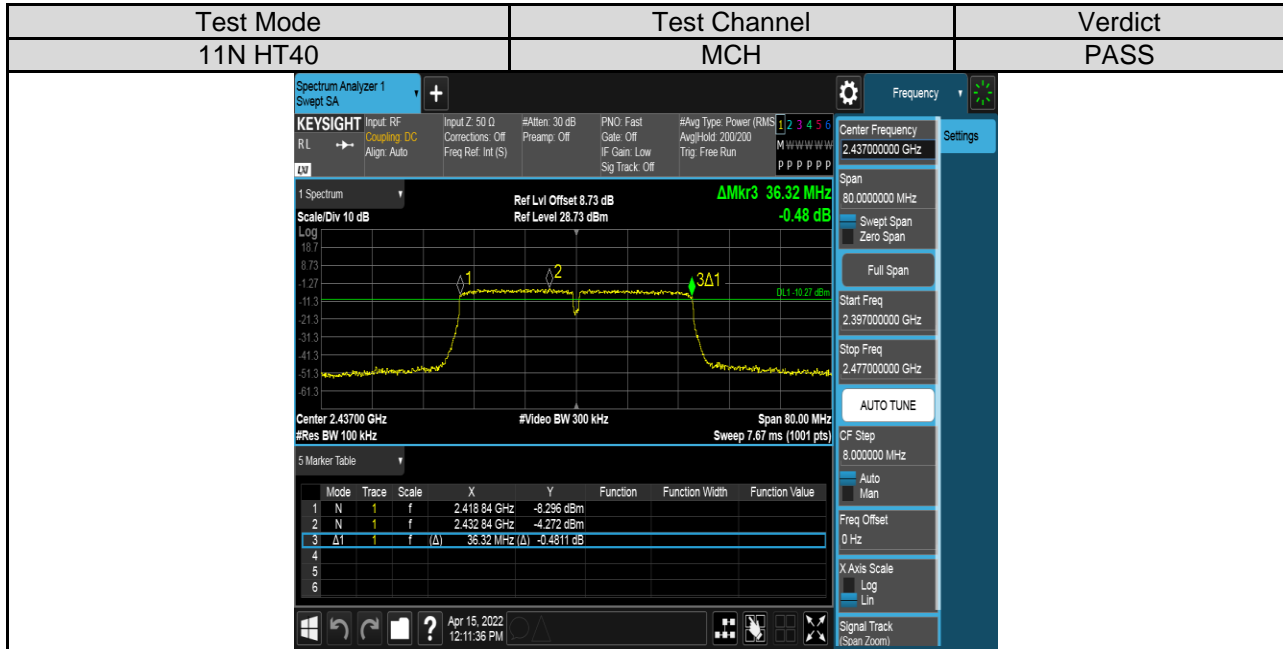 Test Mode Test Channel Verdict
11N HT40 MCH PASS
Spectrum Analyzer 1
Swept SA
+
Frequency
KEYSIGHT Input: RF Input Z: 50 Ω #Atten: 30 dB PNO: Fast #Avg Type: Power (RMS 1 2 3 4 5 6
RL Coupling: DC Corrections: Off Preamp: Off Gate: Off Avg|Hold: 200/200 M W W W W W
Align: Auto Freq Ref: Int (S) IF Gain: Low Trig: Free Run
LXI Sig Track: Off P P P P P P
1 Spectrum
Ref Lvl Offset 8.73 dB ΔMkr3 36.32 MHz
Scale/Div 10 dB Ref Level 28.73 dBm -0.48 dB
Log
18.7
8.73
-1.27
-11.3
-21.3
-31.3
-41.3
-51.3
-61.3
1
2
3Δ1
DL1 -10.27 dBm
Center 2.43700 GHz #Video BW 300 kHz Span 80.00 MHz
#Res BW 100 kHz Sweep 7.67 ms (1001 pts)
5 Marker Table
Mode Trace Scale X Y Function Function Width Function Value
1 N 1 f 2.418 84 GHz -8.296 dBm
2 N 1 f 2.432 84 GHz -4.272 dBm
3 Δ1 1 f (Δ) 36.32 MHz (Δ) -0.4811 dB
4
5
6
? Apr 15, 2022
12:11:36 PM
Center Frequency
2.437000000 GHz
Settings
Span
80.0000000 MHz
Swept Span
Zero Span
Full Span
Start Freq
2.397000000 GHz
Stop Freq
2.477000000 GHz
AUTO TUNE
CF Step
8.000000 MHz
Auto
Man
Freq Offset
0 Hz
X Axis Scale
Log
Lin
Signal Track
(Span Zoom)